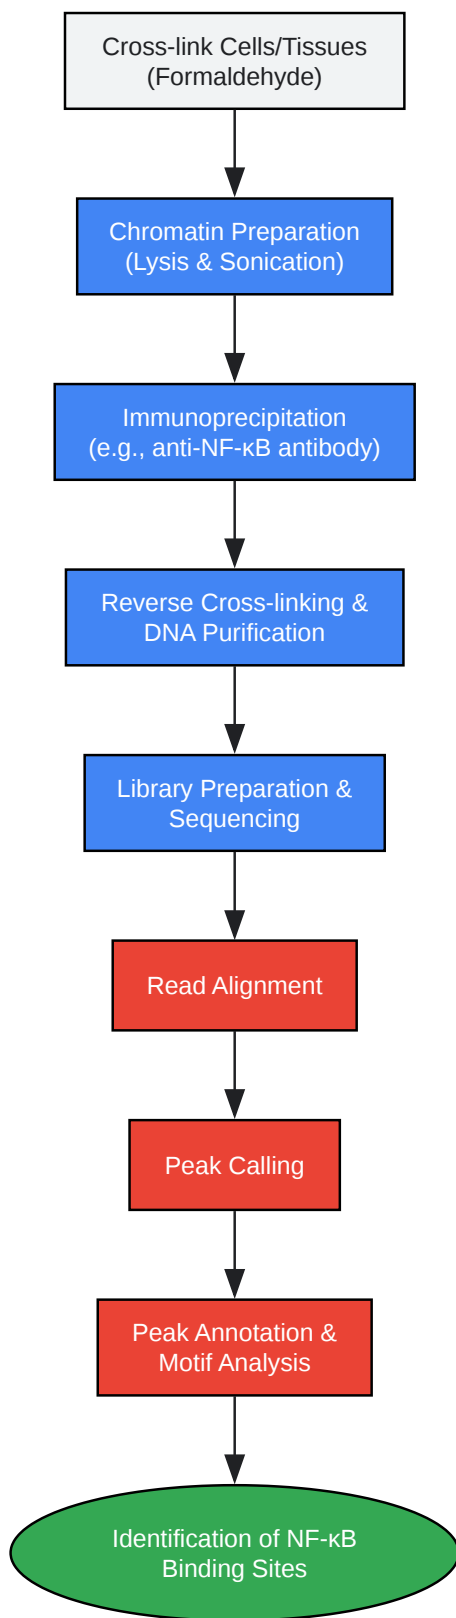 Cross-link Cells/Tissues
(Formaldehyde)
Chromatin Preparation
(Lysis & Sonication)
Immunoprecipitation
(e.g., anti-NF-κB antibody)
Reverse Cross-linking &
DNA Purification
Library Preparation &
Sequencing
Read Alignment
Peak Calling
Peak Annotation &
Motif Analysis
Identification of NF-κB
Binding Sites